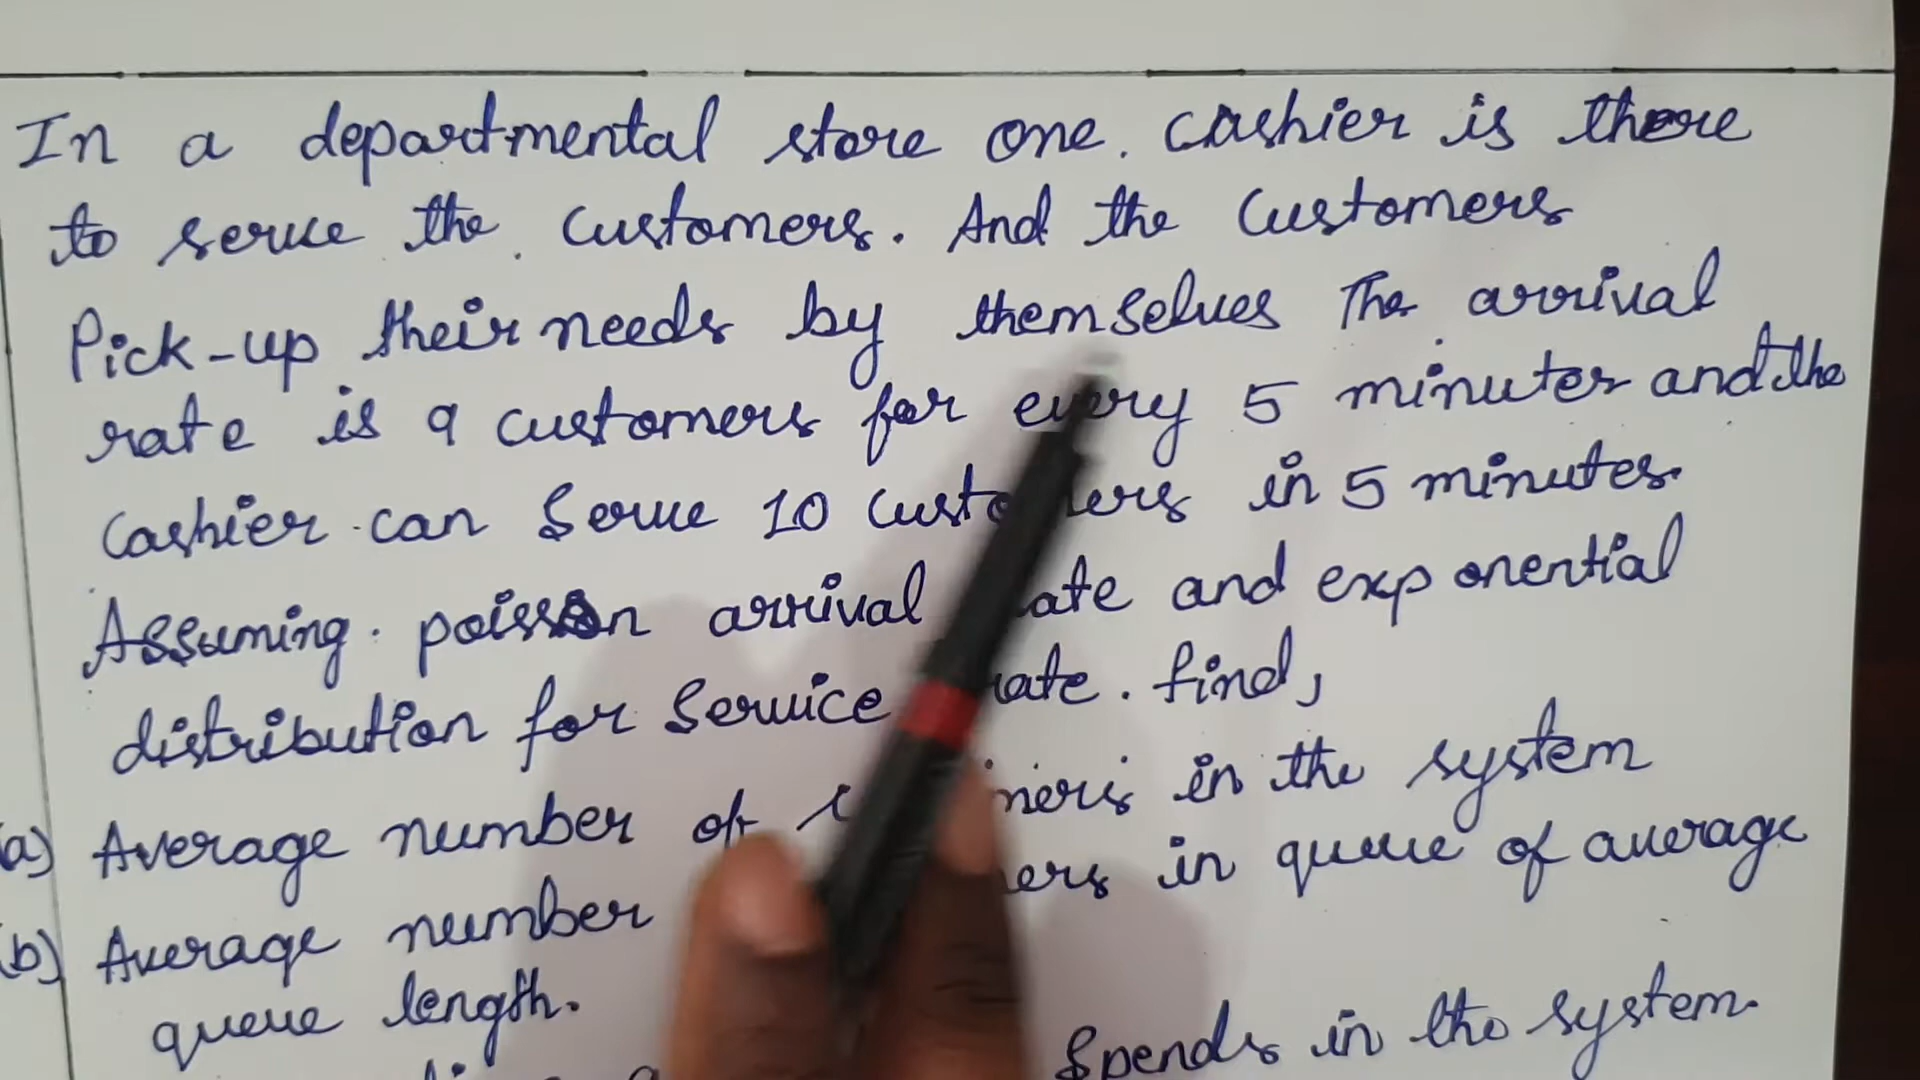 In a departmental store one cashier is there
to serve the customers. And the customers
Pick-up their needs by themselves The arrival
rate is 9 customers for every 5 minutes and the
cashier can serve 10 customers in 5 minutes.
Assuming poisson arrival rate and exponential
distribution for service rate. find,
(a) Average number of in the system
(b) Average number in queue of average
queue length.
spends in the system.